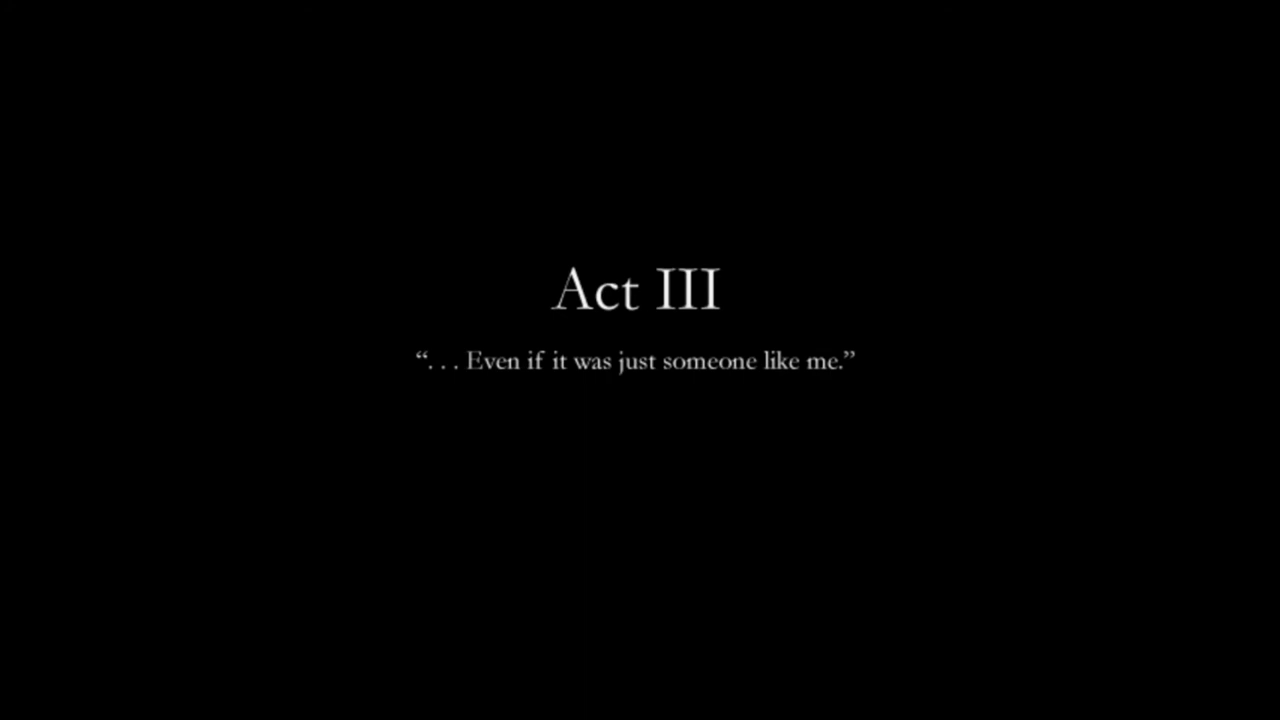 Act III
“. . . Even if it was just someone like me.”